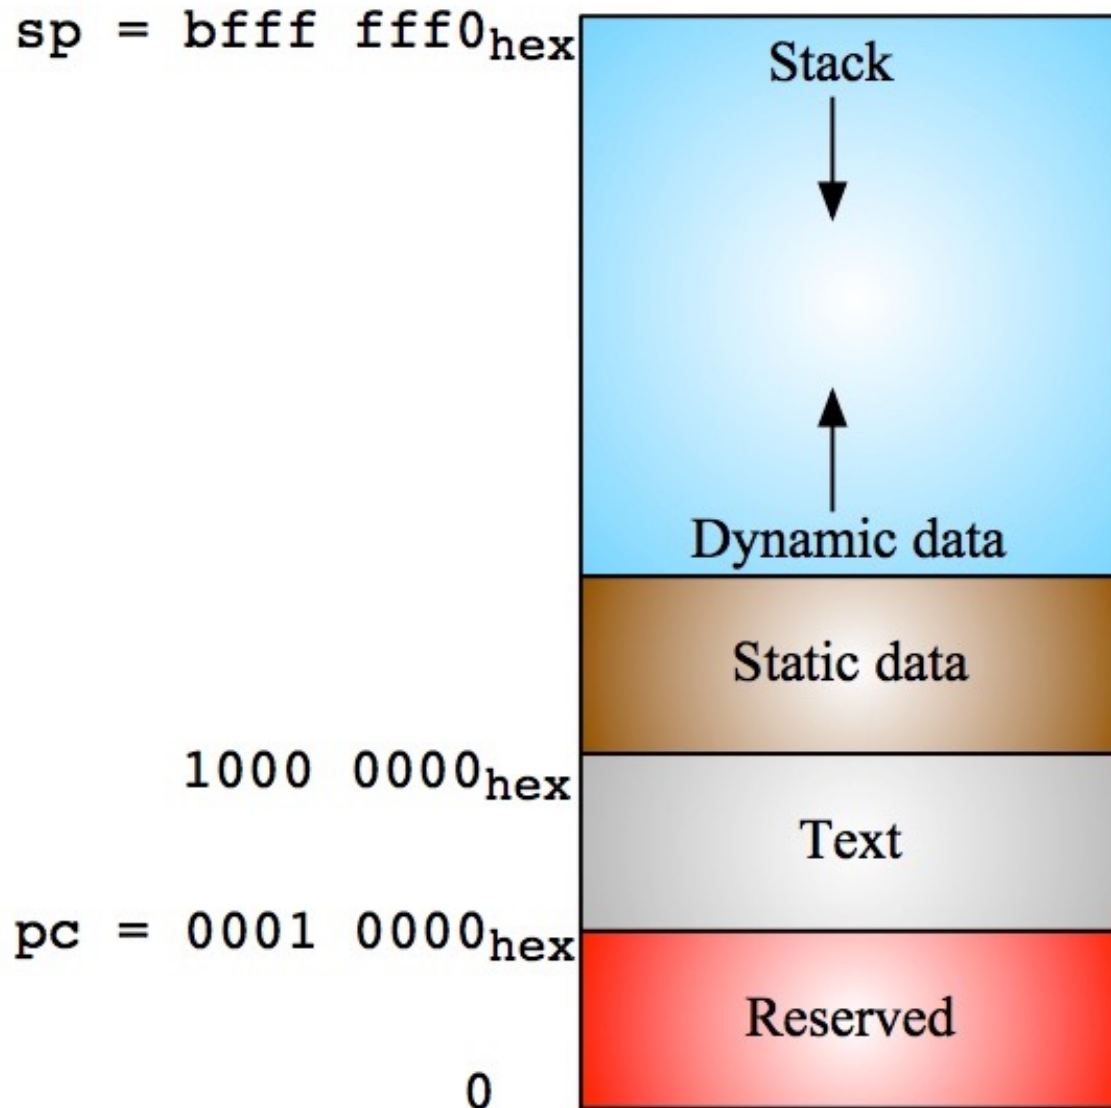 sp = bfff fff0hex
Stack
Dynamic data
Static data
1000 0000hex
Text
pc = 0001 0000hex
Reserved
0